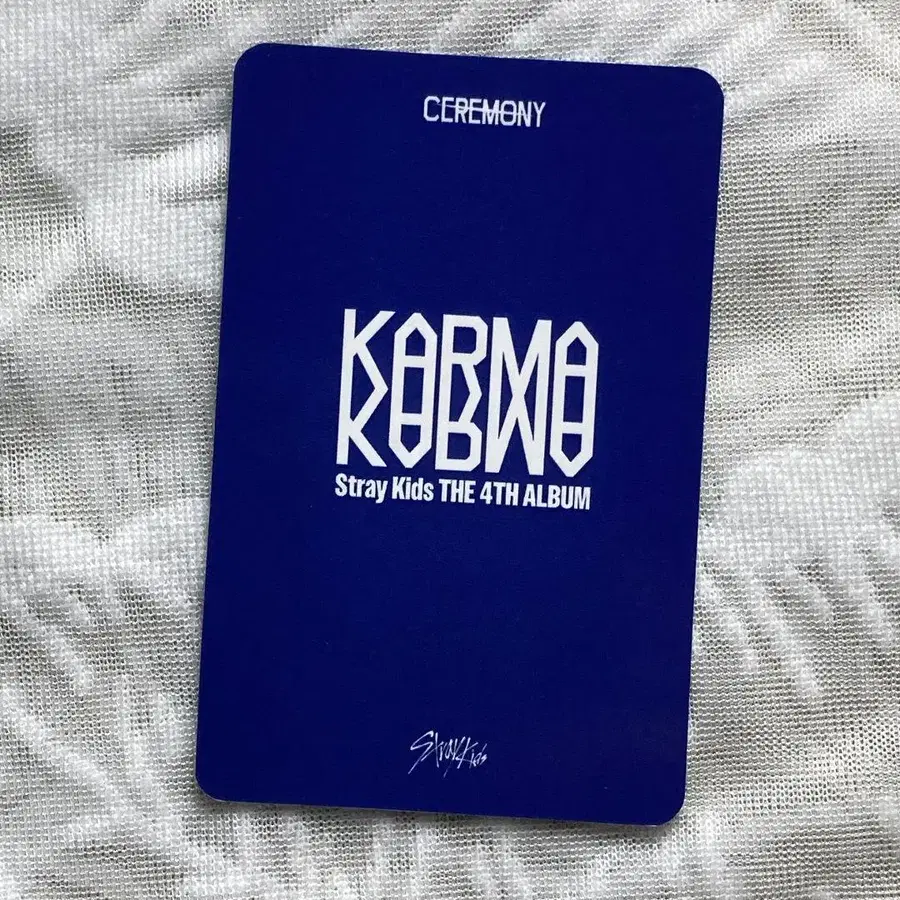 CEREMONY
KARMA
Stray Kids THE 4TH ALBUM
Stray Kids